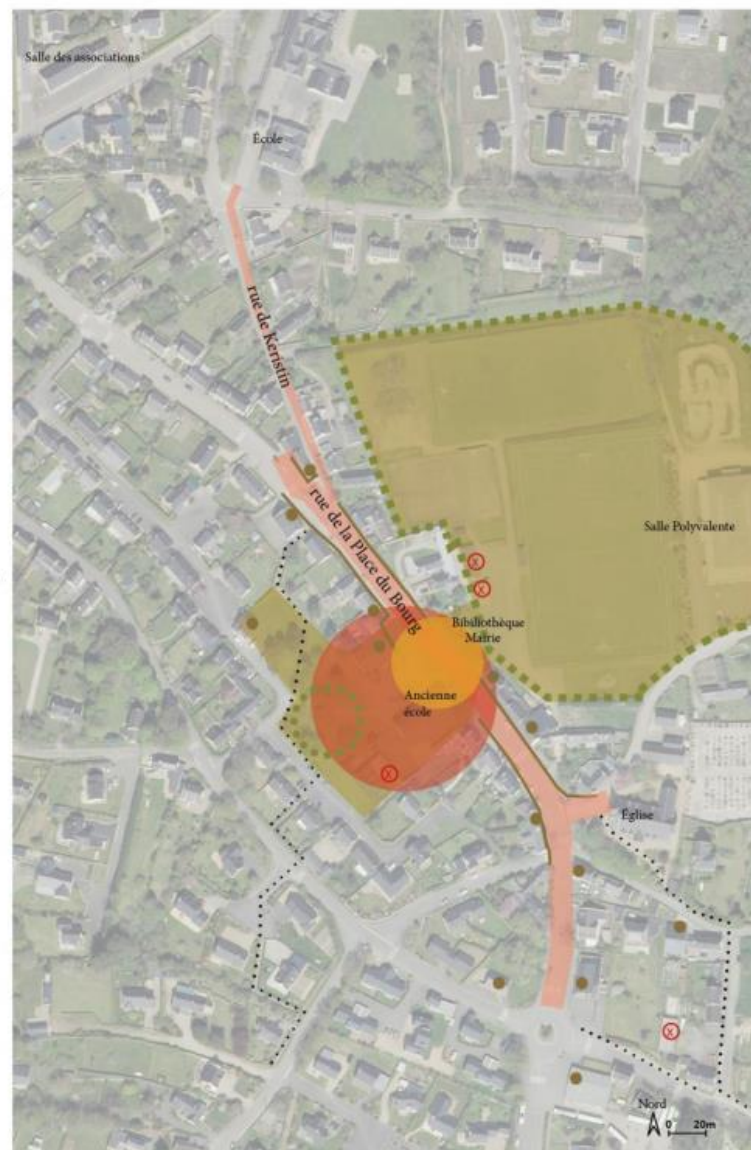 Salle des associations
École
rue de Keristin
rue de la Place du Bourg
Salle Polyvalente
Bibiliothèque
Mairie
Ancienne
école
X
X
X
Église
X
Nord
0 20m